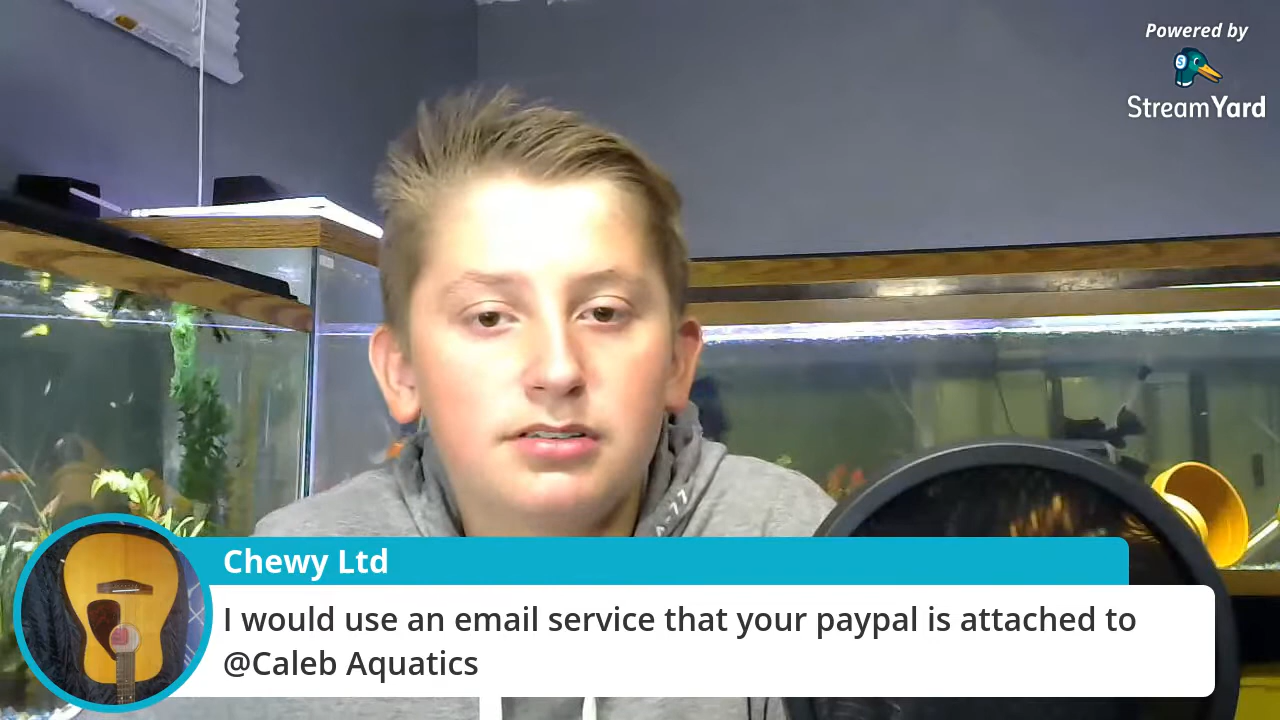 Powered by
StreamYard
Chewy Ltd
I would use an email service that your paypal is attached to
@Caleb Aquatics